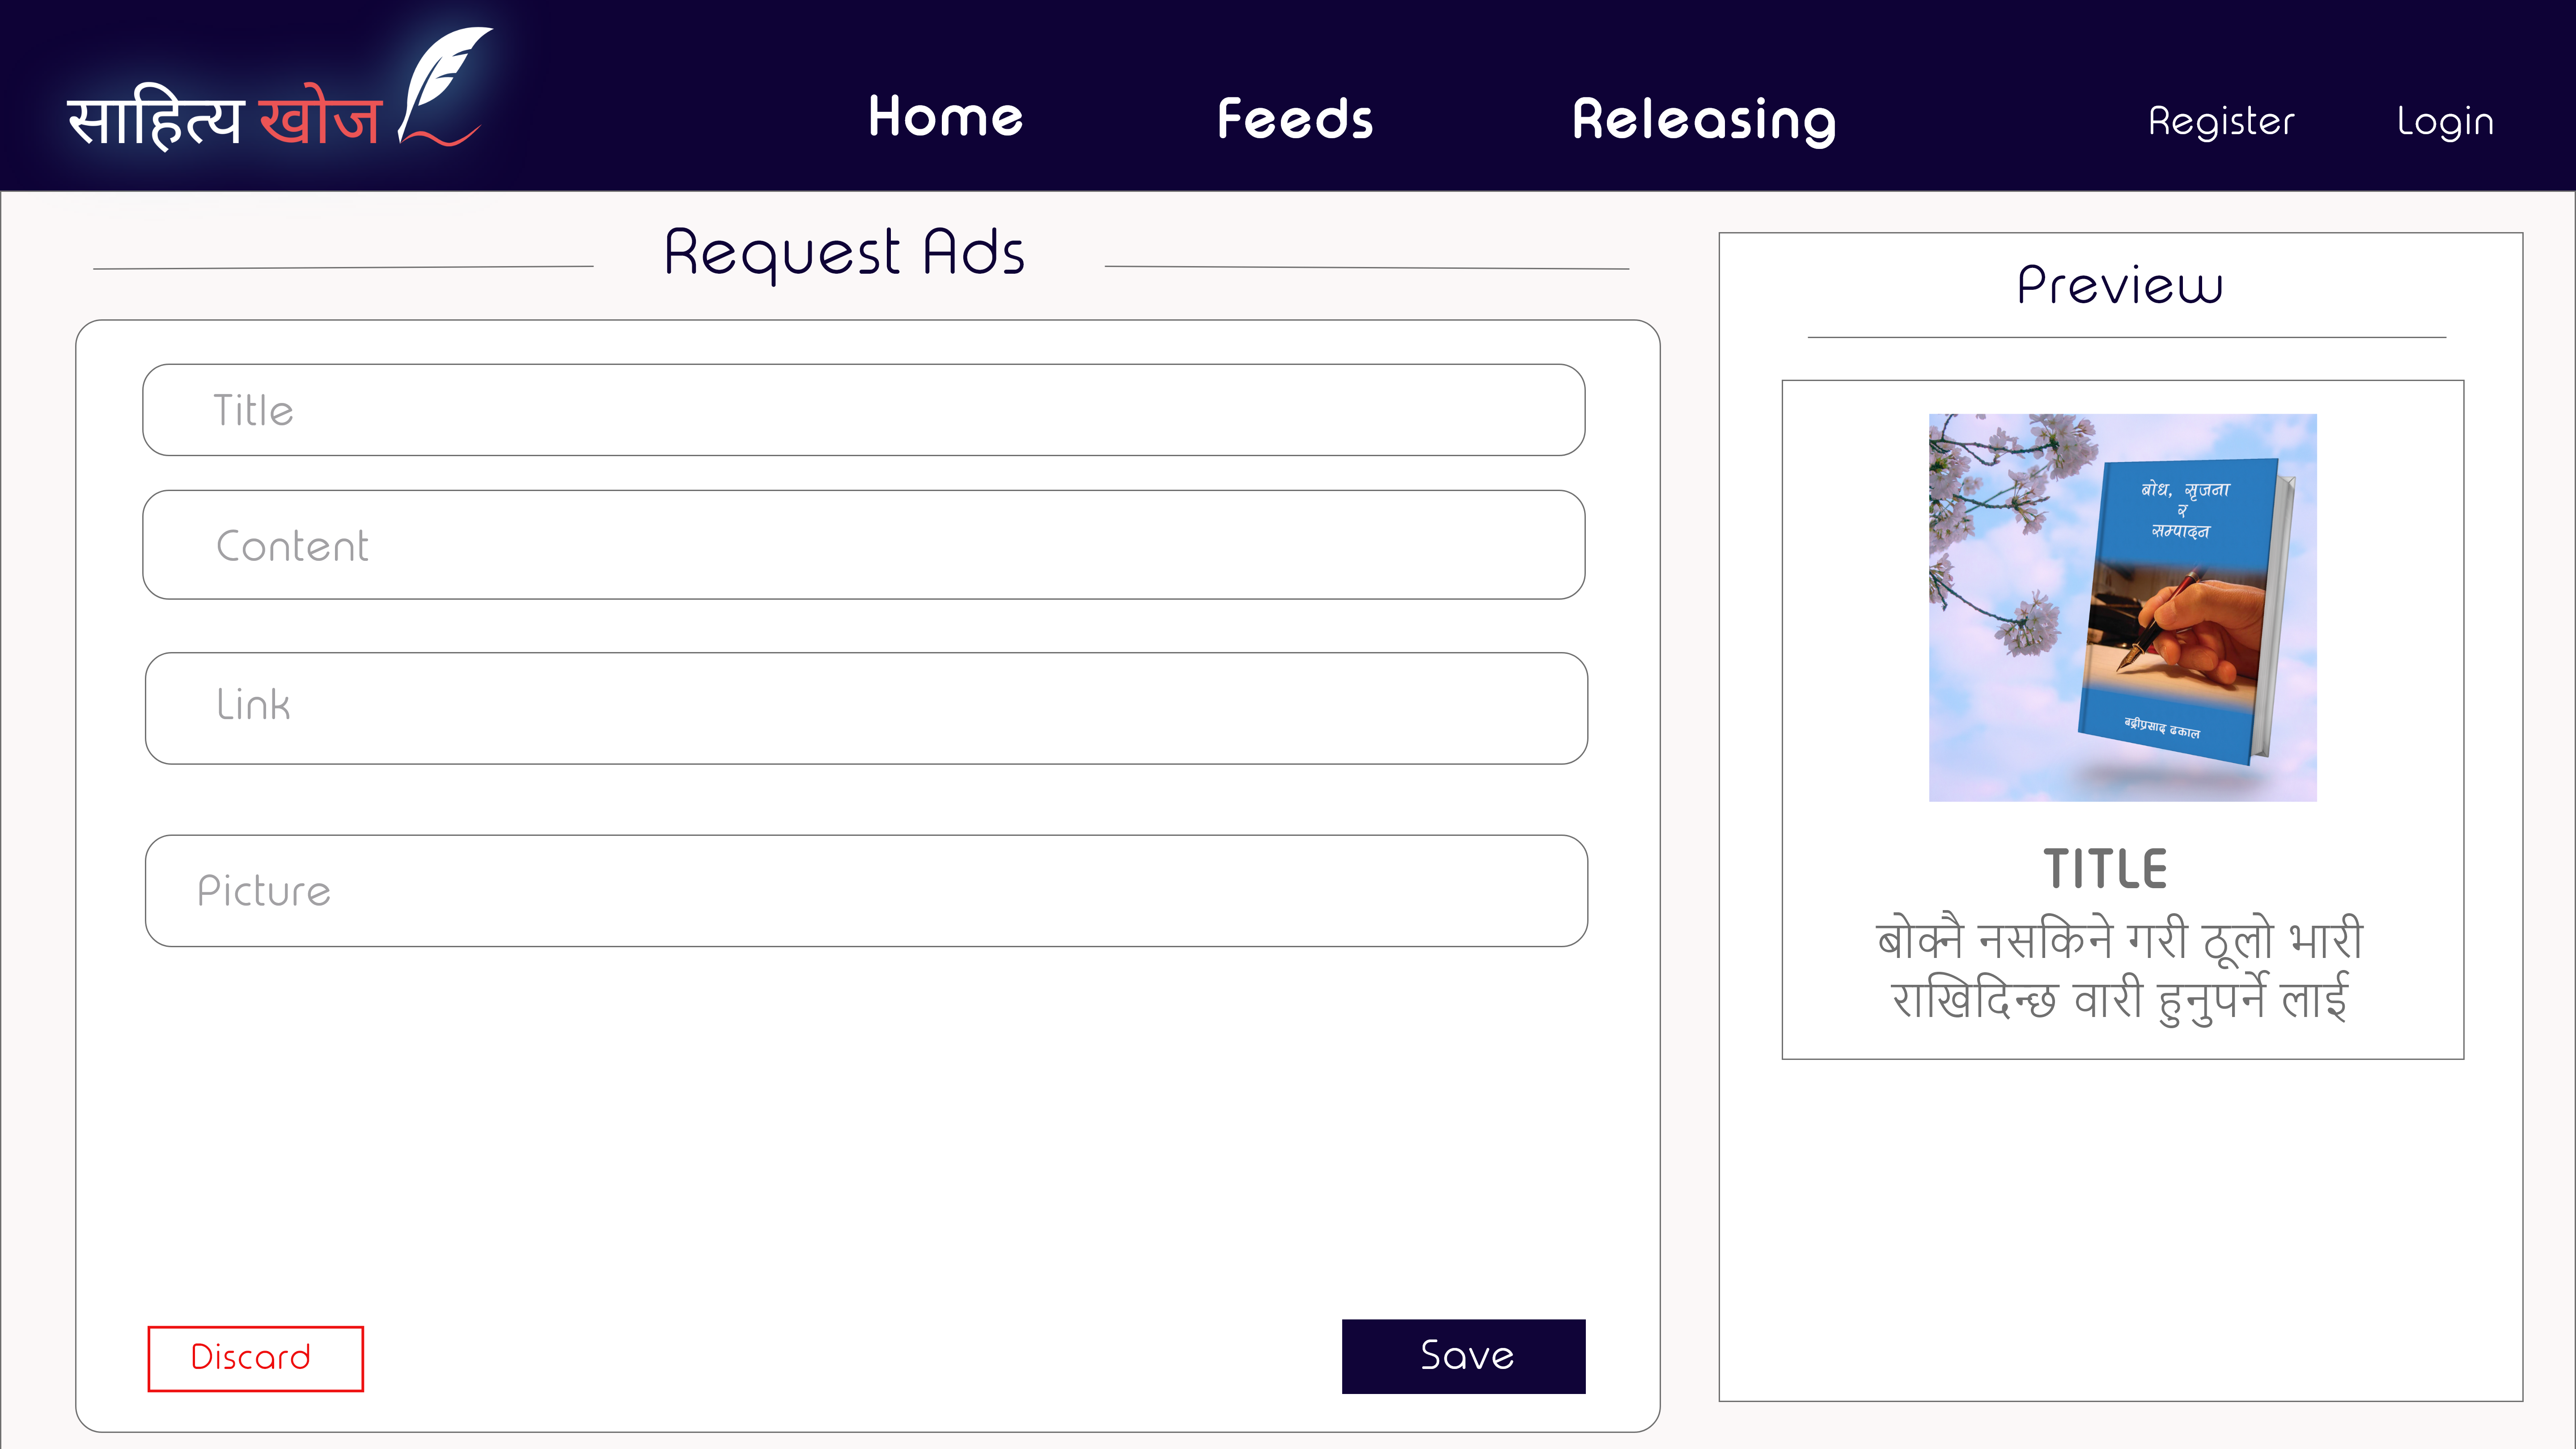 साहित्य खोज
Home
Feeds
Releasing
Register
Login
Request Ads
Title
Content
Link
Picture
Discard
Save
Preview
बोध, सृजना
र
सम्पादन
बद्रीप्रसाद ढकाल
TITLE
बोक्नै नसकिने गरी ठूलो भारी
राखिदिन्छ वारी हुनुपर्ने लाई